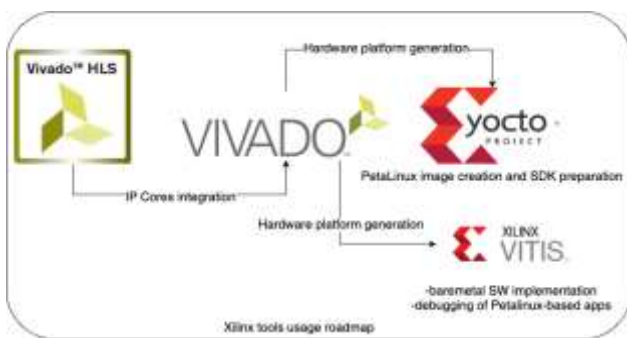 Hardware platform generation
Vivado™ HLS
VIVADO
yocto
PROJECT
PetaLinux image creation and SDK preparation
IP Cores integration
Hardware platform generation
XILINX
VITIS
-baremetal SW implementation
-debugging of Petalinux-based apps
Xilinx tools usage roadmap